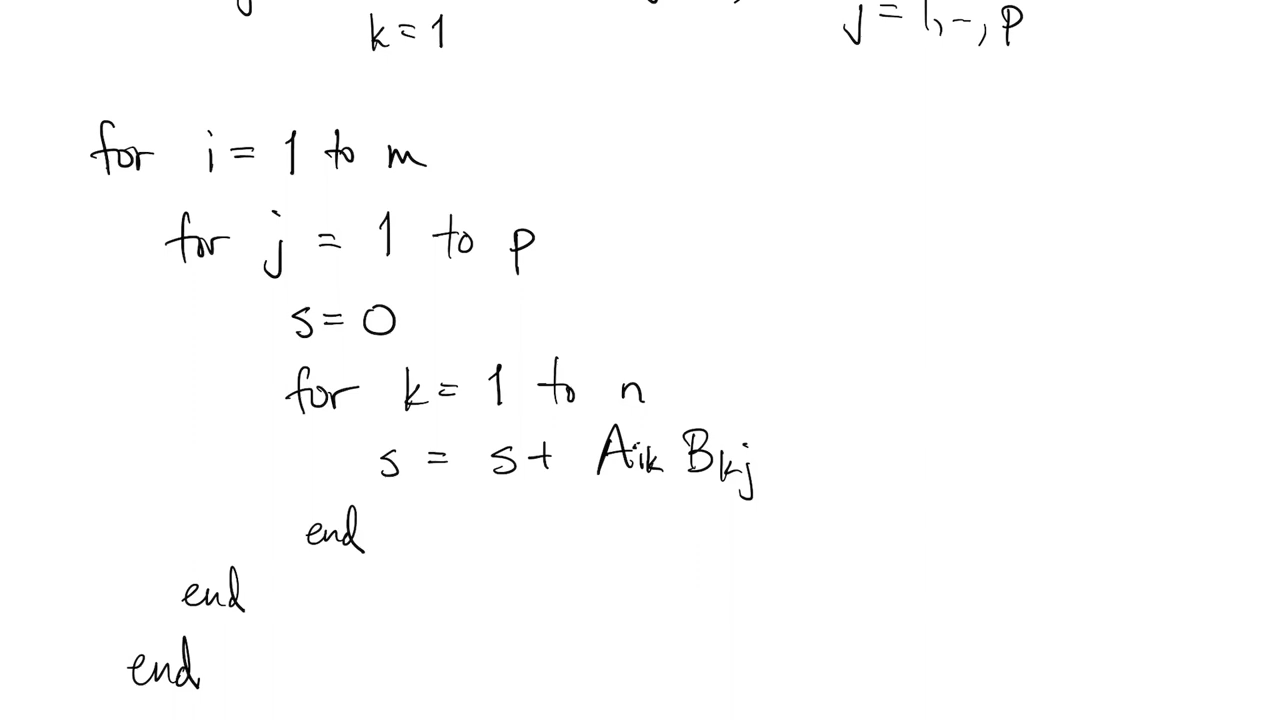 k = 1 j = 1, -, p
for i = 1 to m
for j = 1 to p
s = 0
for k = 1 to n
s = s + Aik Bkj
end
end
end